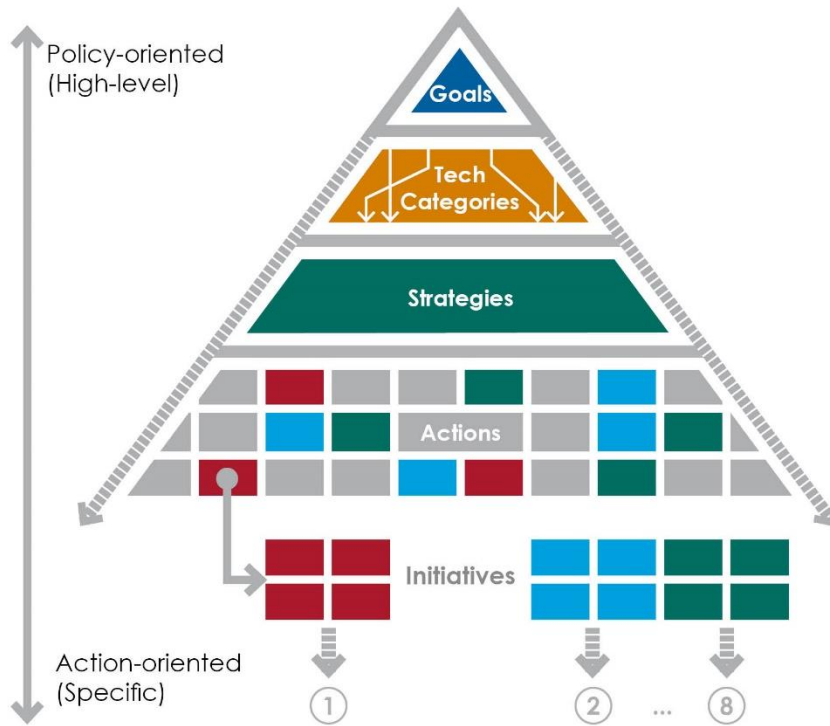 Policy-oriented
(High-level)
Goals
Tech
Categories
Strategies
Actions
Initiatives
Action-oriented
(Specific)
1
2 ... 8